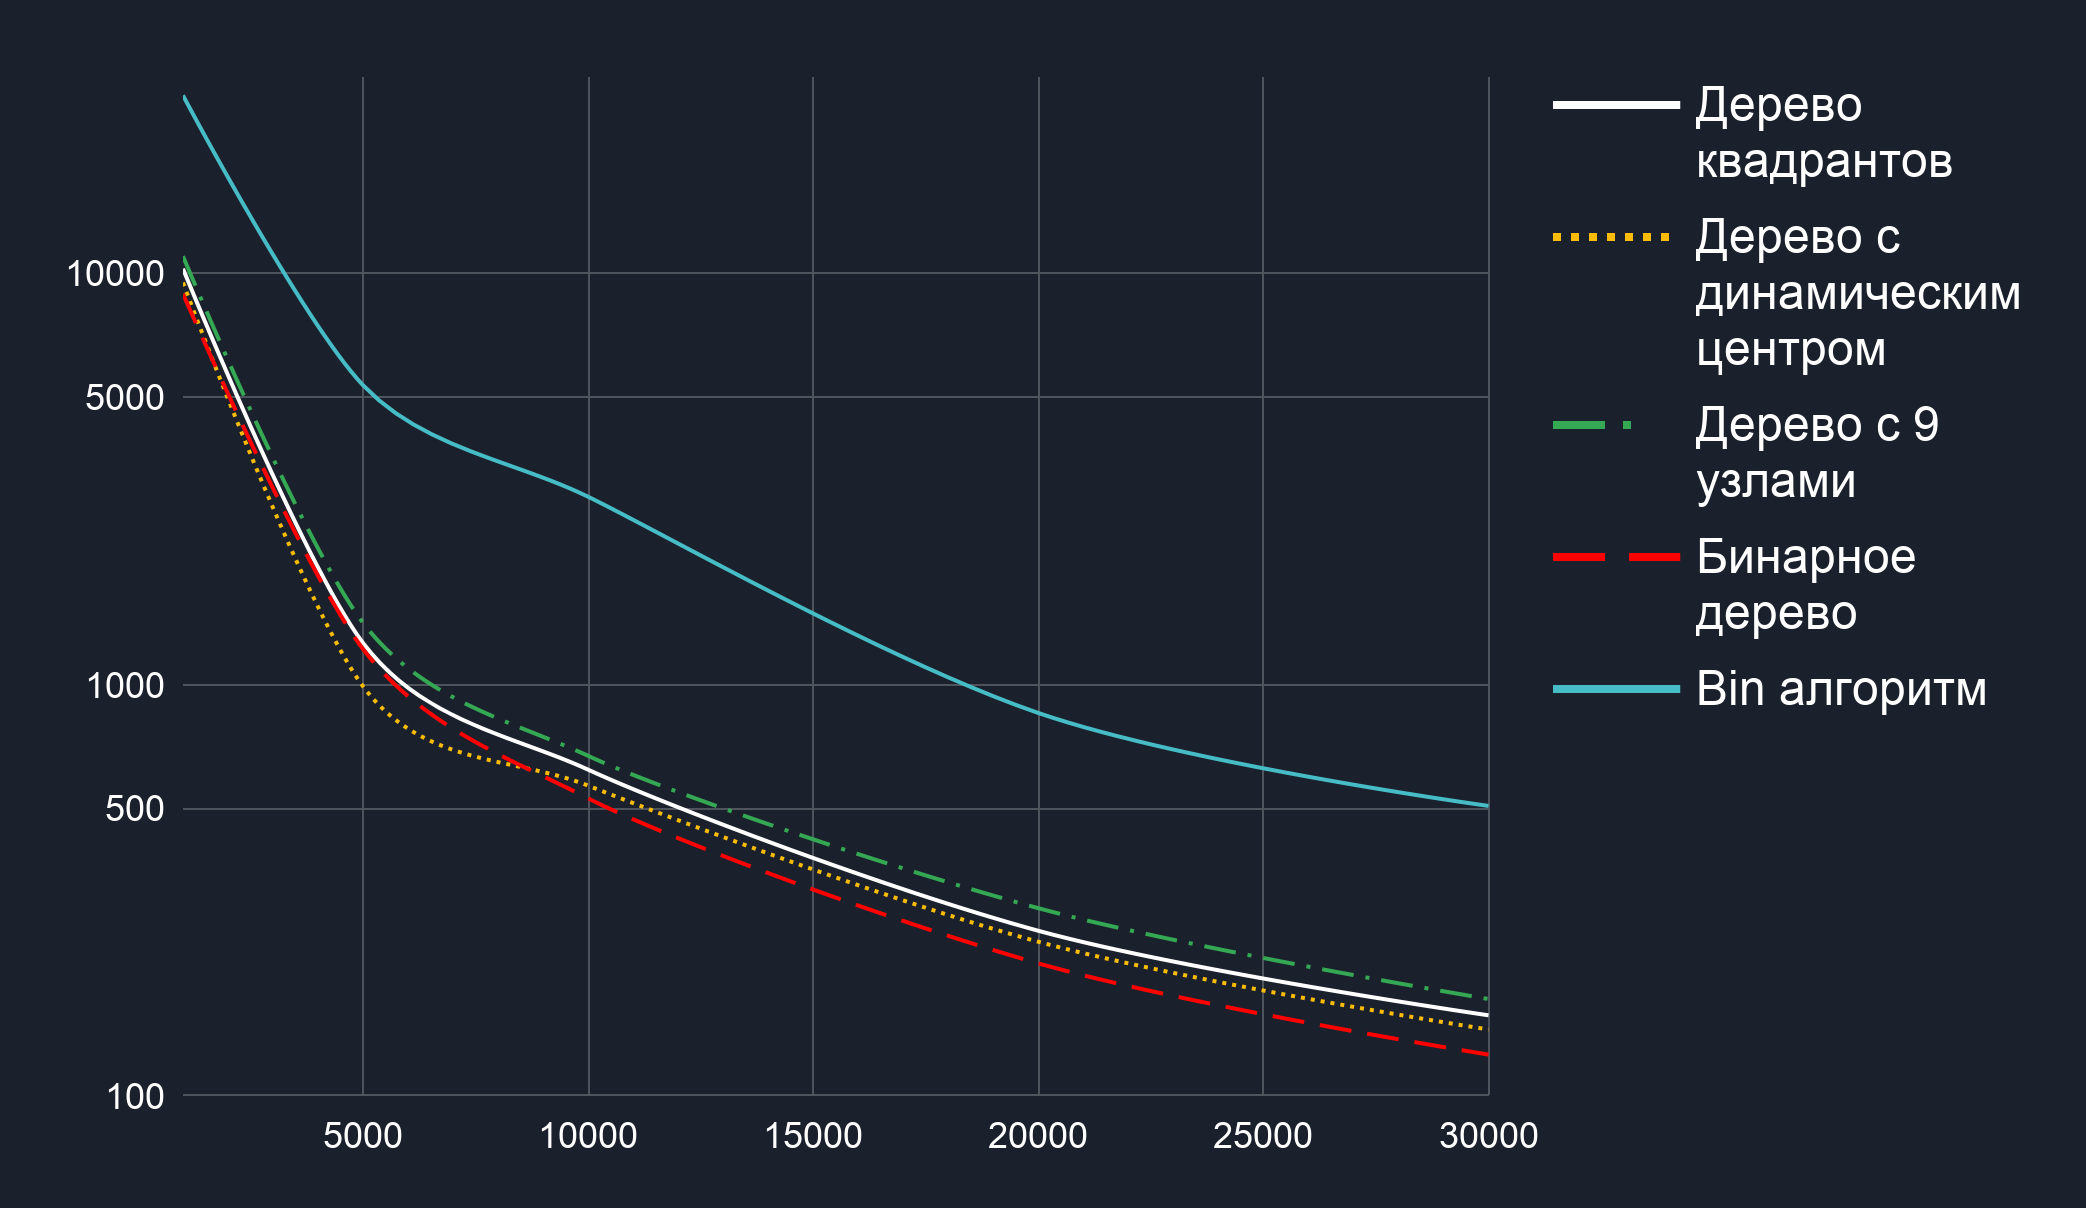 10000
5000
1000
500
100
5000 10000 15000 20000 25000 30000
Дерево
квадрантов
Дерево с
динамическим
центром
Дерево с 9
узлами
Бинарное
дерево
Bin алгоритм